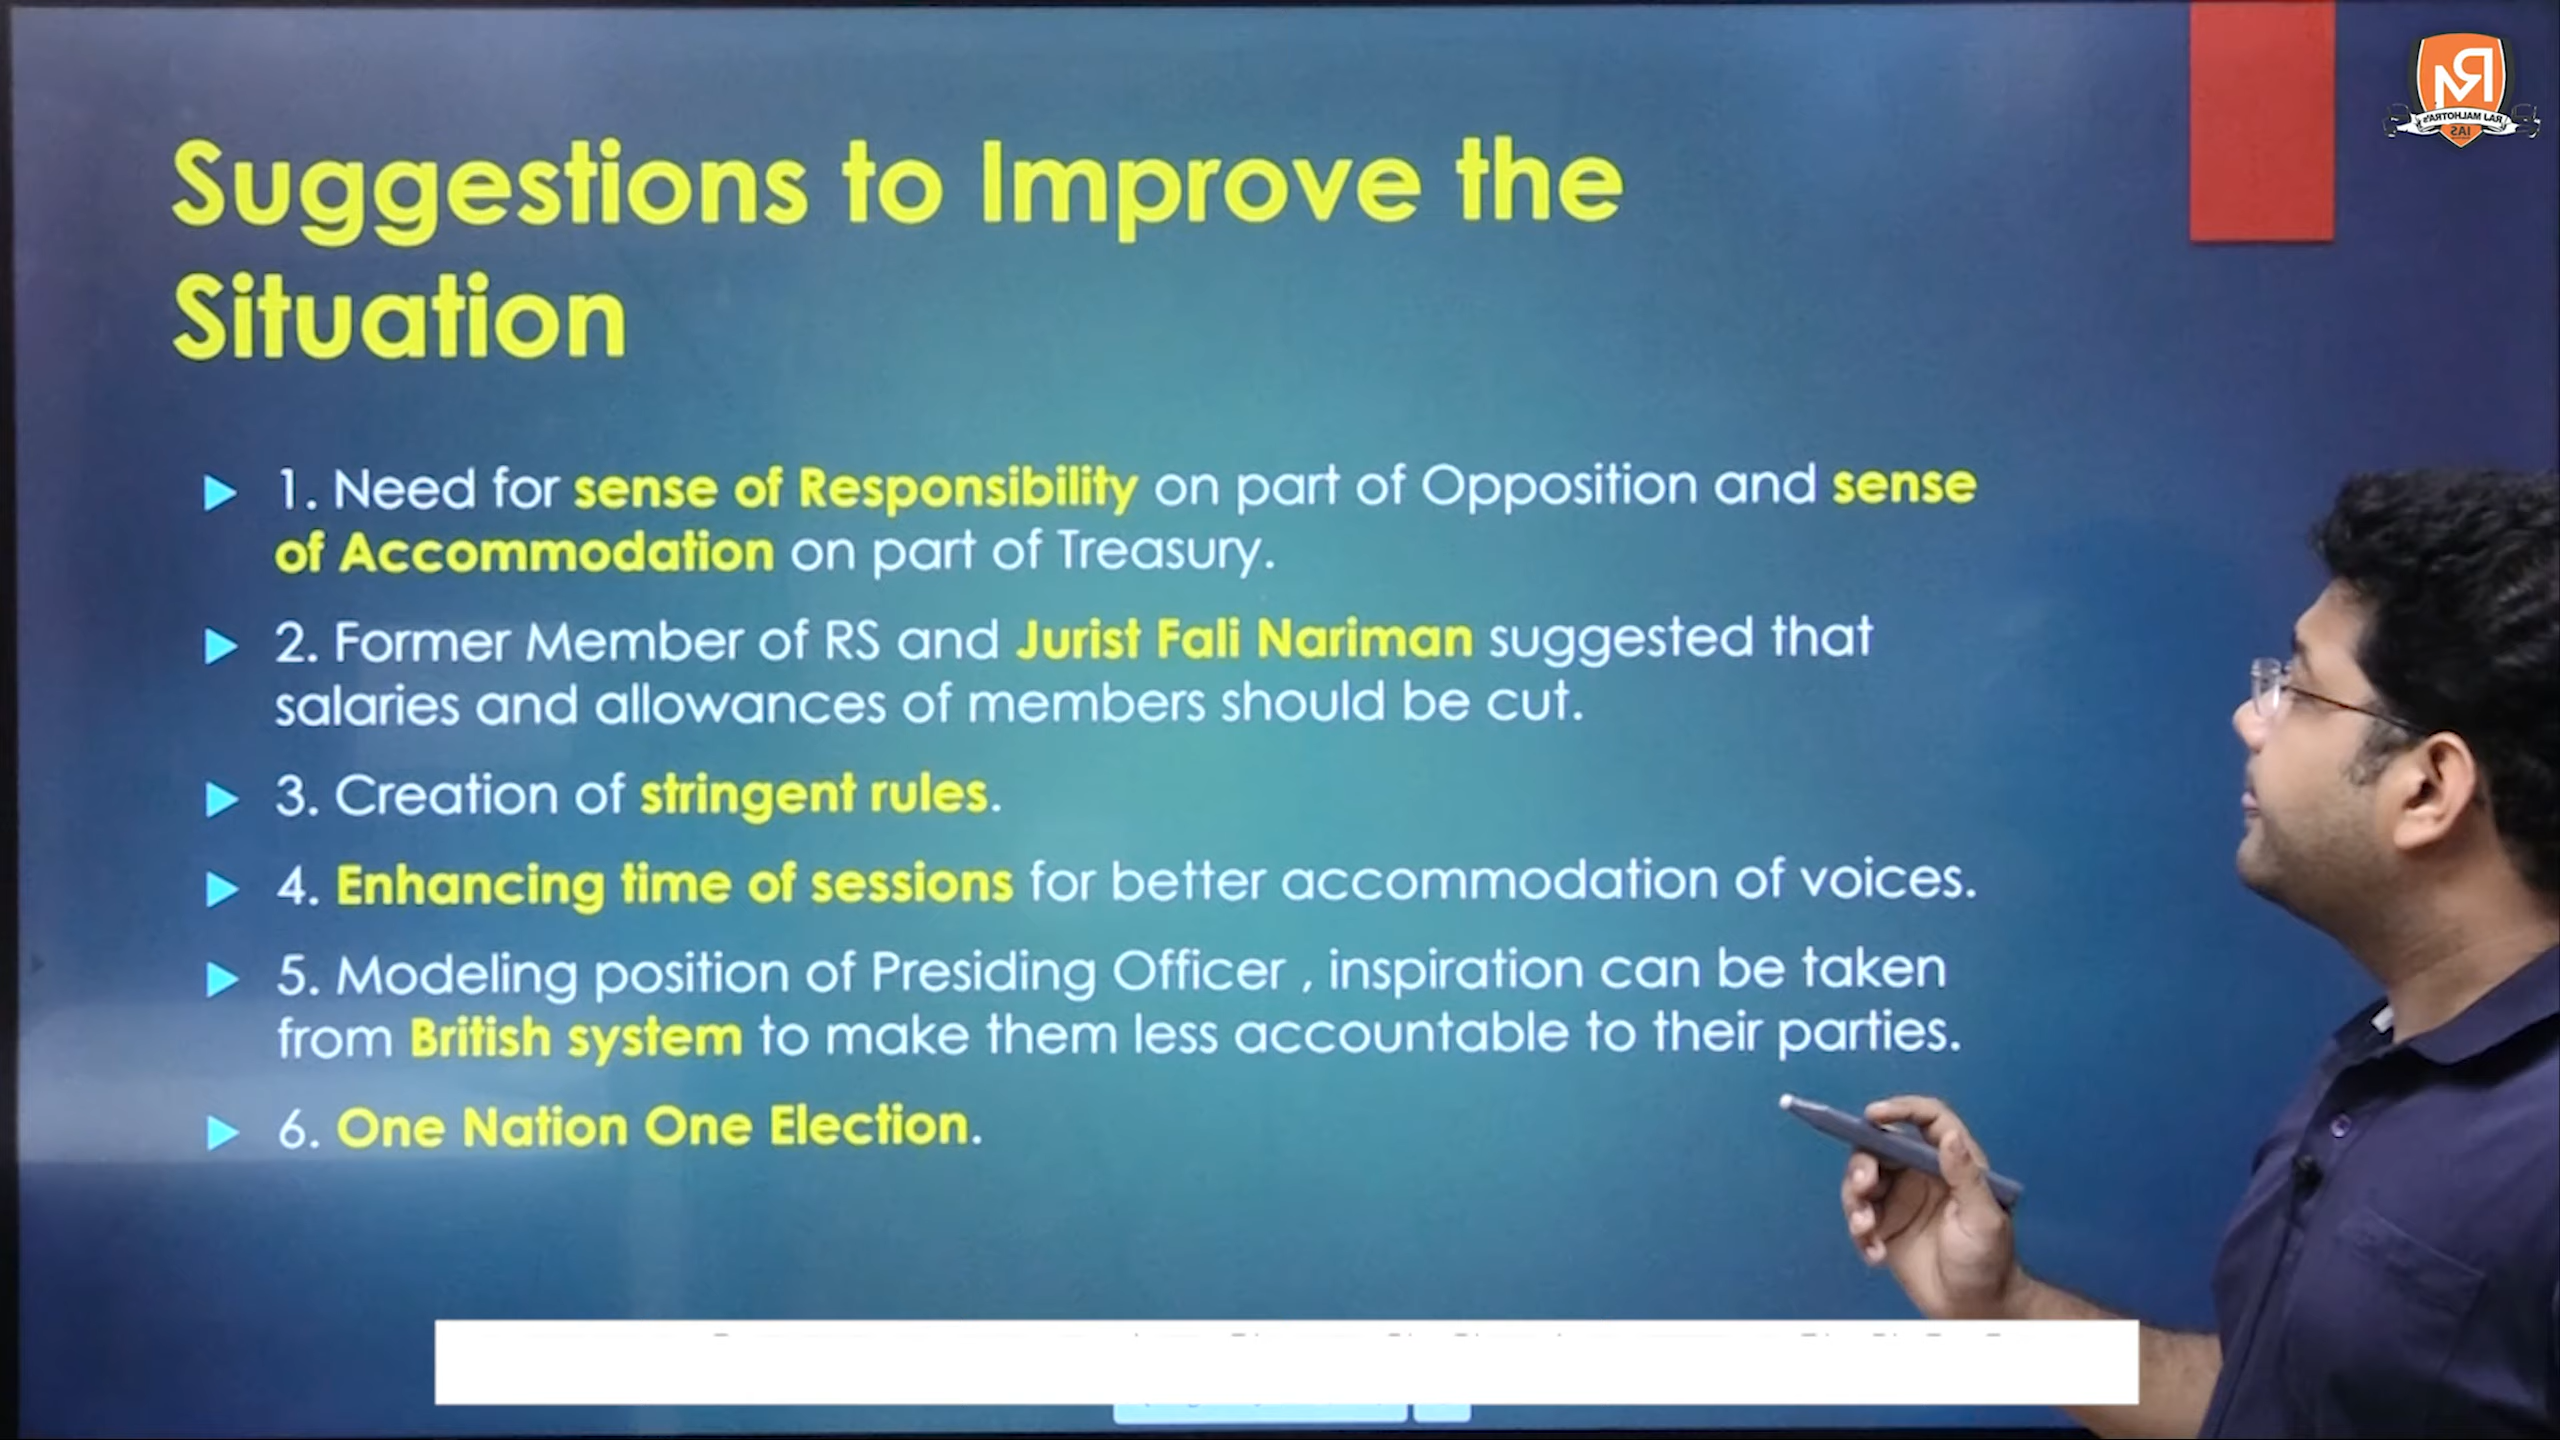 Suggestions to Improve the
Situation
1. Need for sense of Responsibility on part of Opposition and sense
of Accommodation on part of Treasury.
2. Former Member of RS and Jurist Fali Nariman suggested that
salaries and allowances of members should be cut.
3. Creation of stringent rules.
4. Enhancing time of sessions for better accommodation of voices.
5. Modeling position of Presiding Officer , inspiration can be taken
from British system to make them less accountable to their parties.
6. One Nation One Election.
RM
RAJ MALHOTRA'S
IAS